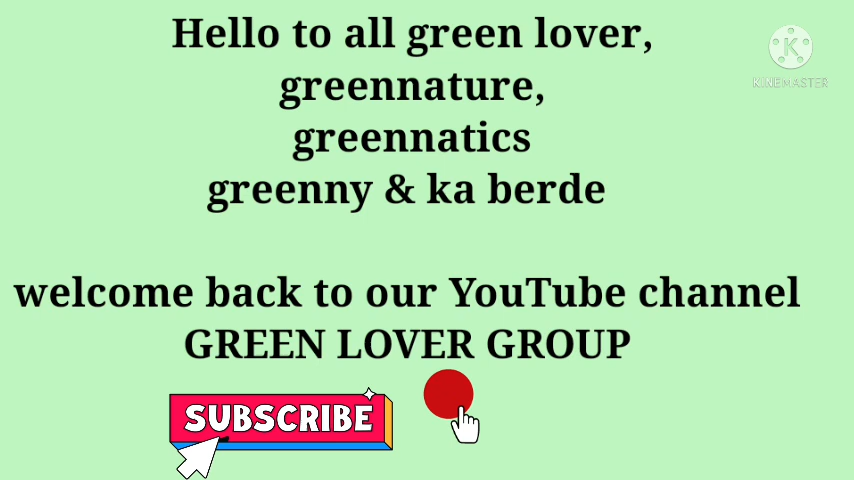 Hello to all green lover,
greennature,
greennatics
greenny & ka berde
welcome back to our YouTube channel
GREEN LOVER GROUP
SUBSCRIBE
K
KINEMASTER